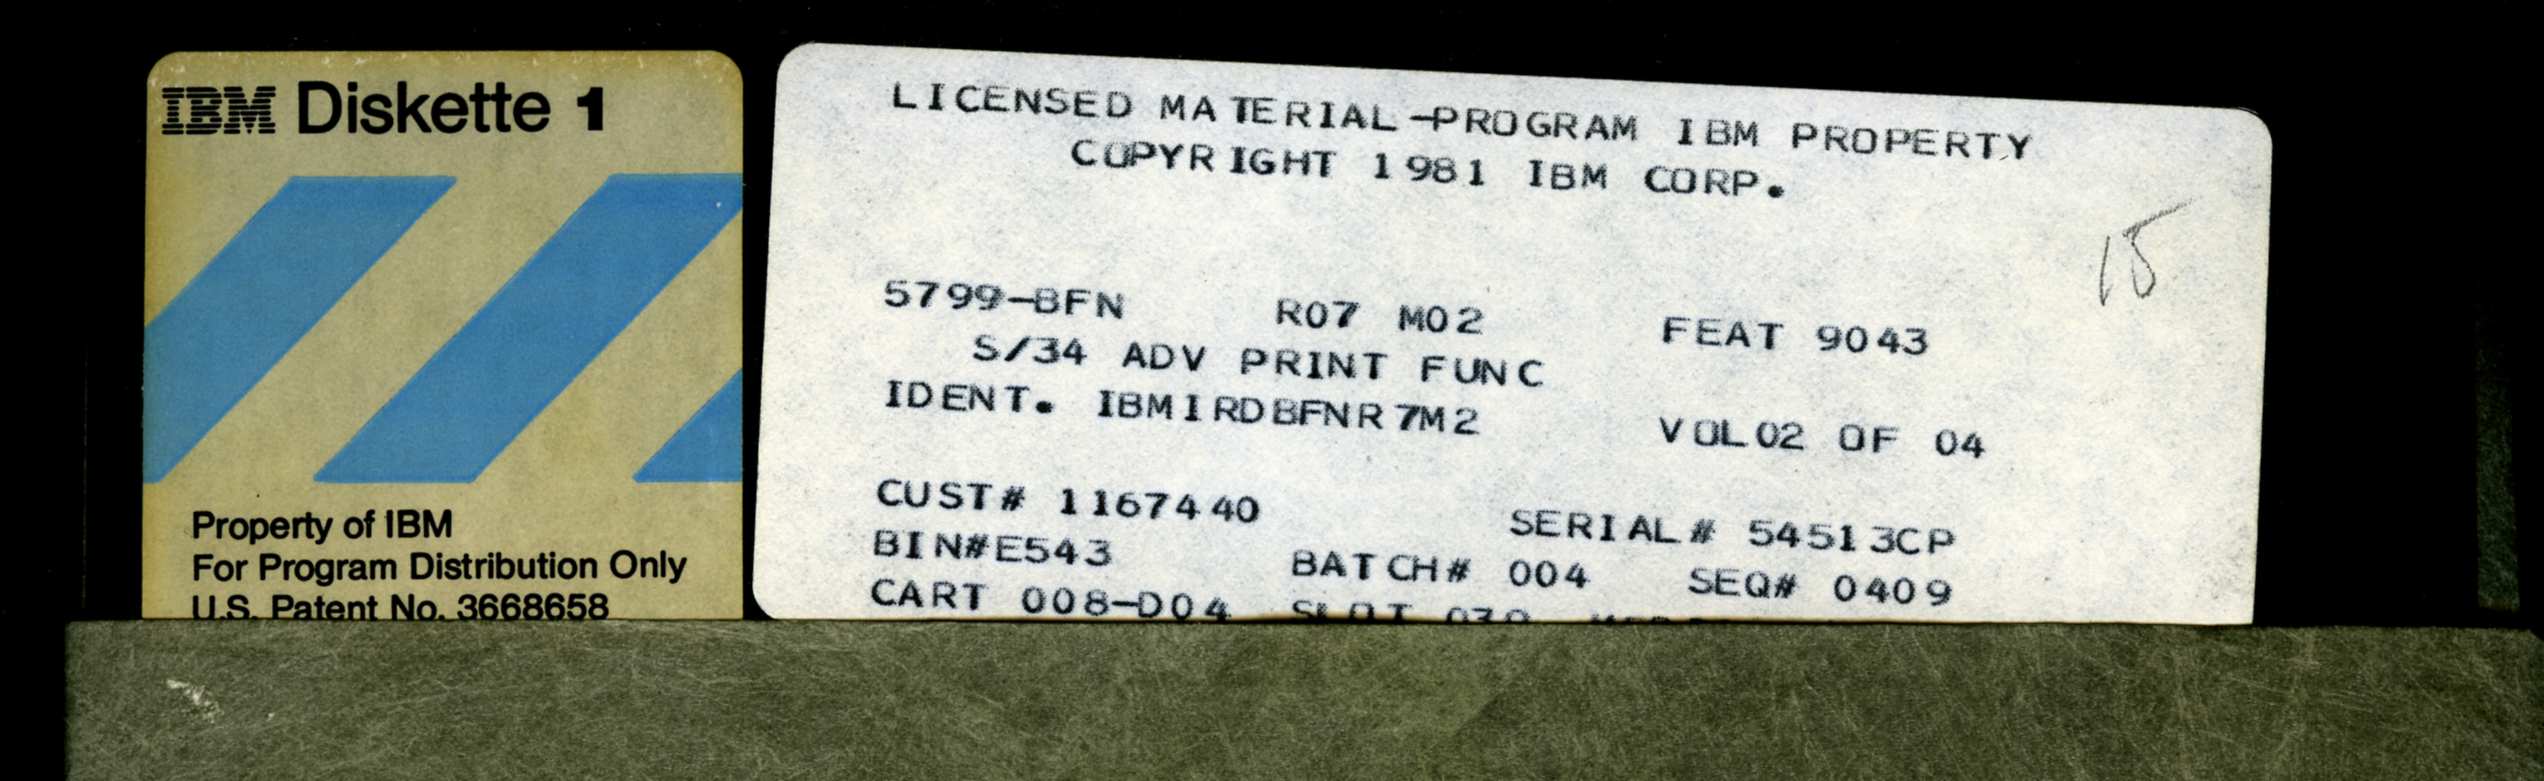 IBM Diskette 1
Property of IBM
For Program Distribution Only
U.S. Patent No. 3668658
LICENSED MATERIAL-PROGRAM IBM PROPERTY
COPYRIGHT 1981 IBM CORP.
15
5799-BFN R07 M02 FEAT 9043
S/34 ADV PRINT FUNC
IDENT. IBMIRDBFNR7M2 VOL02 OF 04
CUST# 1167440 SERIAL# 54513CP
BIN#E543 BATCH# 004 SEQ# 0409
CART 008-D04 SLOT